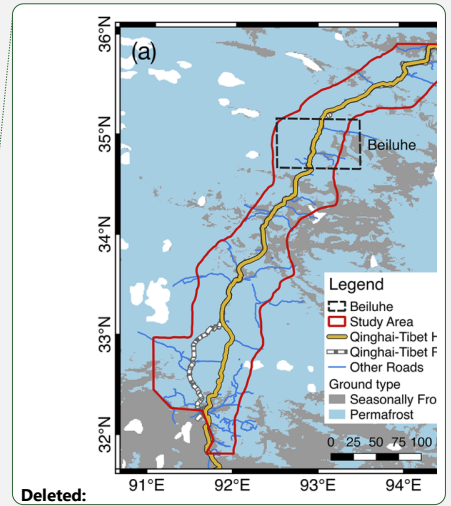 (a)
36°N
35°N
34°N
33°N
32°N
Beiluhe
Legend
Beiluhe
Study Area
Qinghai-Tibet H
Qinghai-Tibet F
Other Roads
Ground type
Seasonally Fro
Permafrost
0 25 50 75 100
91°E 92°E 93°E 94°E
Deleted: